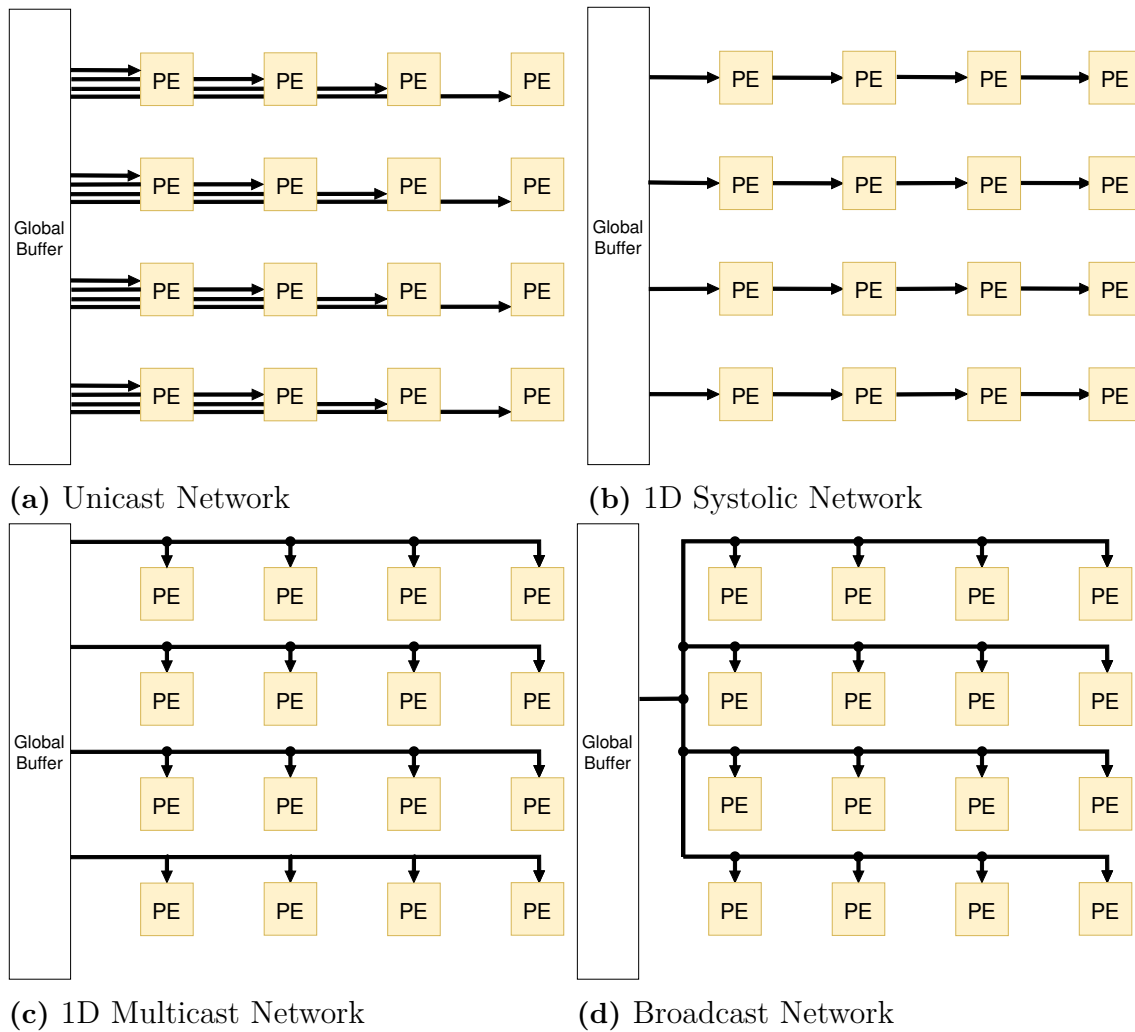 PE PE PE PE
PE PE PE PE
Global
Buffer
PE PE PE PE
PE PE PE PE
(a) Unicast Network
PE PE PE PE
PE PE PE PE
Global
Buffer
PE PE PE PE
PE PE PE PE
(b) 1D Systolic Network
PE PE PE PE
PE PE PE PE
Global
Buffer
PE PE PE PE
PE PE PE PE
(c) 1D Multicast Network
PE PE PE PE
PE PE PE PE
Global
Buffer
PE PE PE PE
PE PE PE PE
(d) Broadcast Network